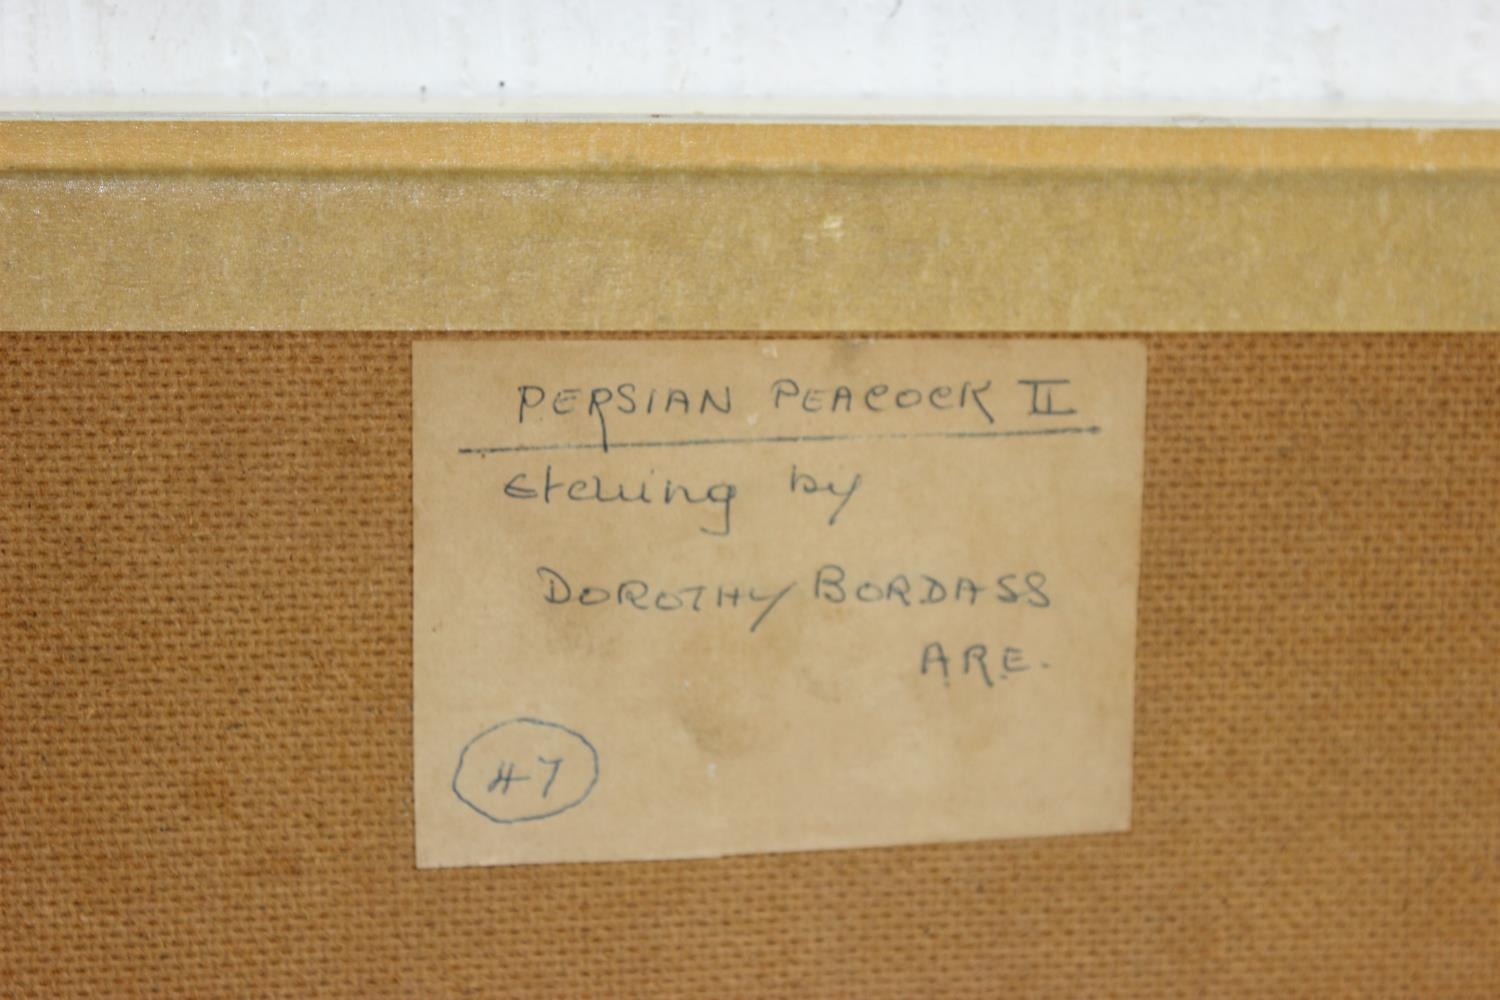 PERSIAN PEACOCK II
etching by
DOROTHY BORDASS
A.R.E.
47